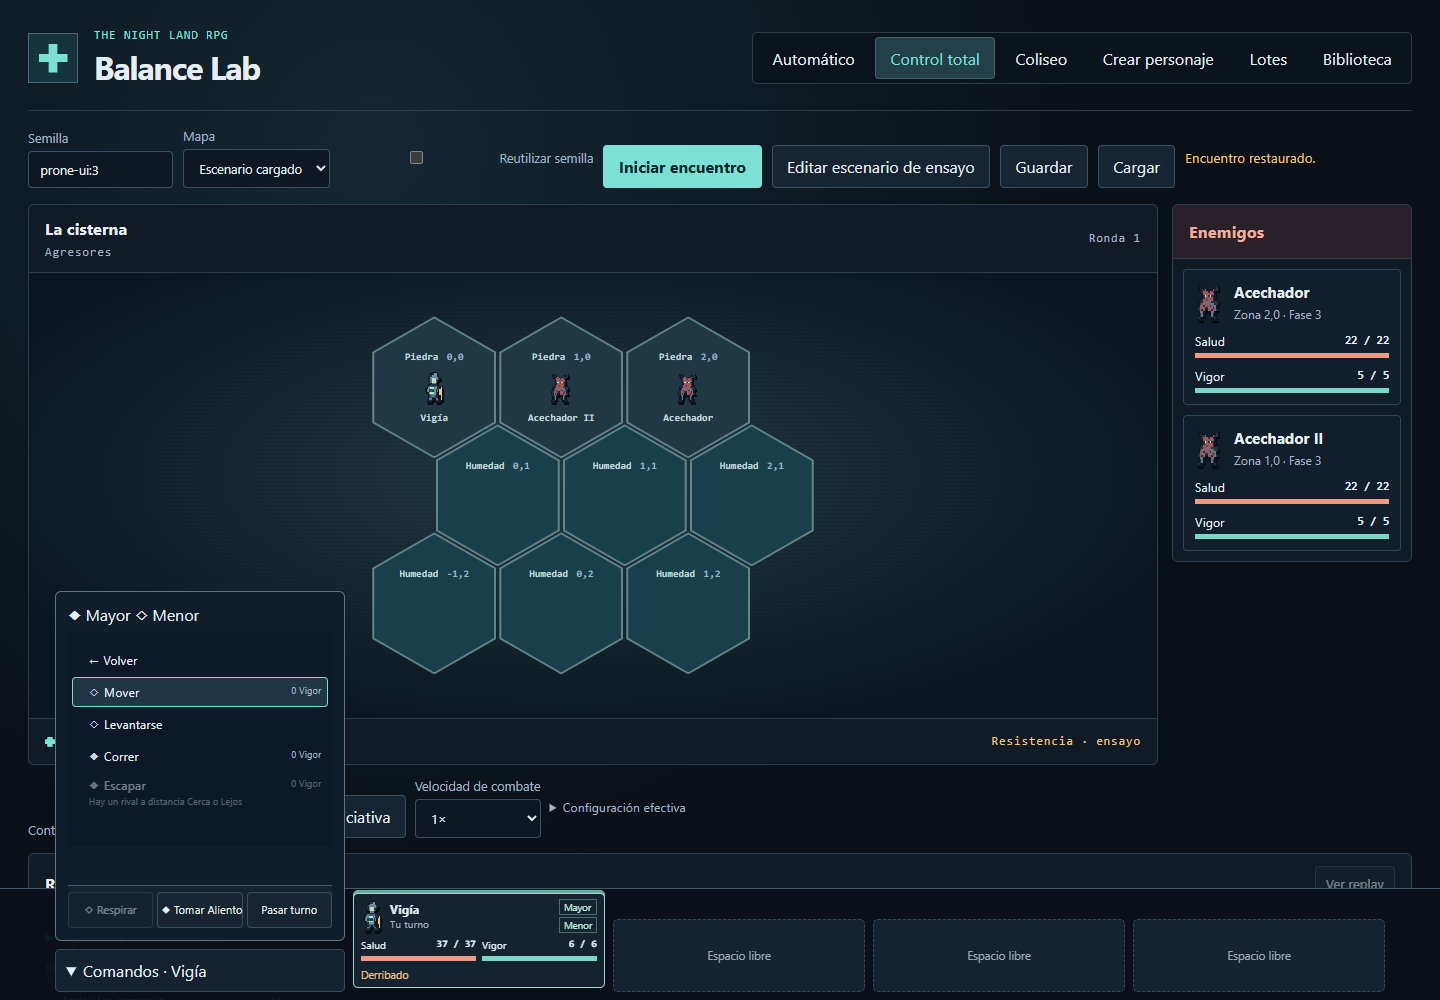 THE NIGHT LAND RPG
Balance Lab
Automático
Control total
Coliseo
Crear personaje
Lotes
Biblioteca
Semilla
prone-ui:3
Mapa
Escenario cargado
Reutilizar semilla
Iniciar encuentro
Editar escenario de ensayo
Guardar
Cargar
Encuentro restaurado.
La cisterna
Agresores
Ronda 1
Piedra 0,0
Vigía
Piedra 1,0
Acechador II
Piedra 2,0
Acechador
Humedad 0,1
Humedad 1,1
Humedad 2,1
Humedad -1,2
Humedad 0,2
Humedad 1,2
Resistencia · ensayo
Enemigos
Acechador
Zona 2,0 · Fase 3
Salud 22 / 22
Vigor 5 / 5
Acechador II
Zona 1,0 · Fase 3
Salud 22 / 22
Vigor 5 / 5
◆ Mayor ◇ Menor
← Volver
◇ Mover 0 Vigor
◇ Levantarse
◆ Correr 0 Vigor
◆ Escapar 0 Vigor
Hay un rival a distancia Cerca o Lejos
◇ Respirar
◆ Tomar Aliento
Pasar turno
▼ Comandos · Vigía
Cont
ciativa
Velocidad de combate
1×
▶ Configuración efectiva
R
Ver replay
Vigía
Tu turno
Mayor
Menor
Salud 37 / 37 Vigor 6 / 6
Derribado
Espacio libre
Espacio libre
Espacio libre